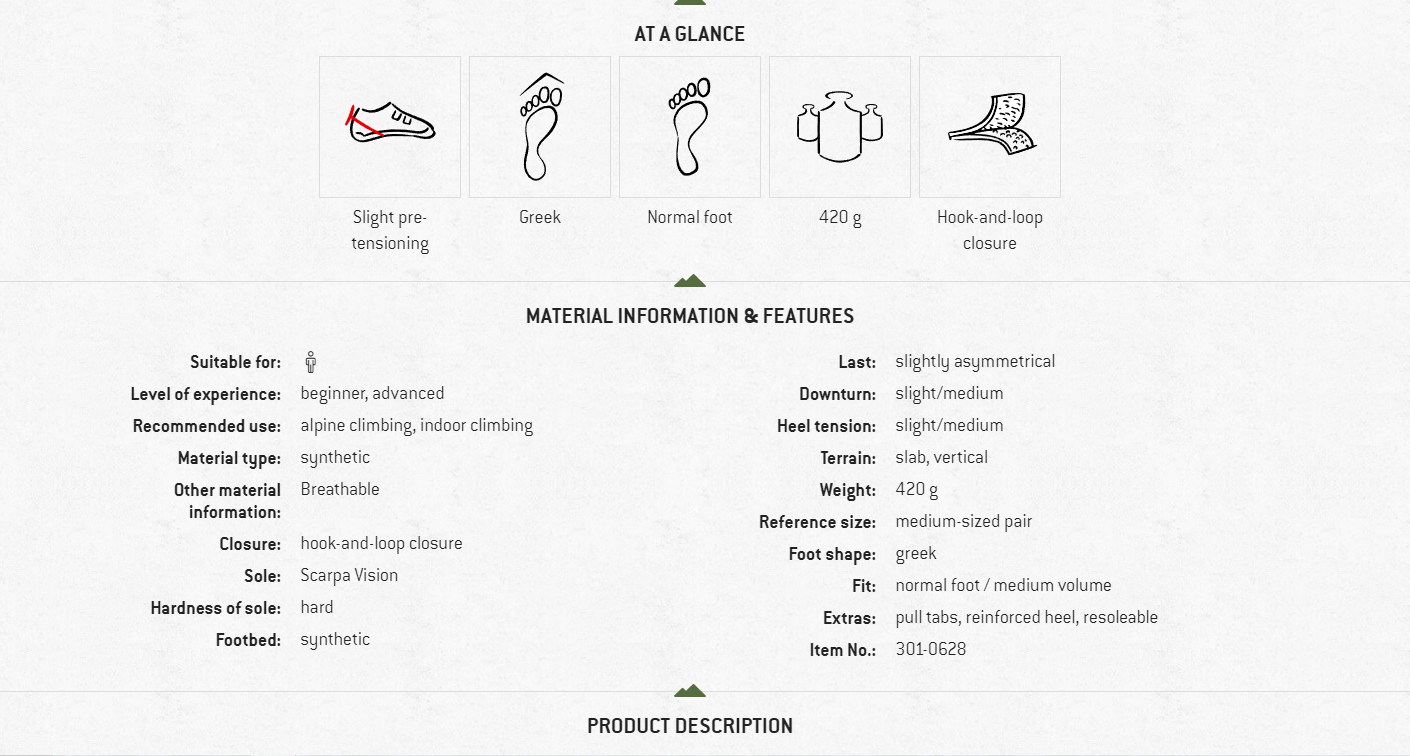 AT A GLANCE
Slight pre-
tensioning
Greek
Normal foot
420 g
Hook-and-loop
closure
MATERIAL INFORMATION & FEATURES
Suitable for:
Level of experience: beginner, advanced
Recommended use: alpine climbing, indoor climbing
Material type: synthetic
Other material Breathable
information:
Closure: hook-and-loop closure
Sole: Scarpa Vision
Hardness of sole: hard
Footbed: synthetic
Last: slightly asymmetrical
Downturn: slight/medium
Heel tension: slight/medium
Terrain: slab, vertical
Weight: 420 g
Reference size: medium-sized pair
Foot shape: greek
Fit: normal foot / medium volume
Extras: pull tabs, reinforced heel, resoleable
Item No.: 301-0628
PRODUCT DESCRIPTION